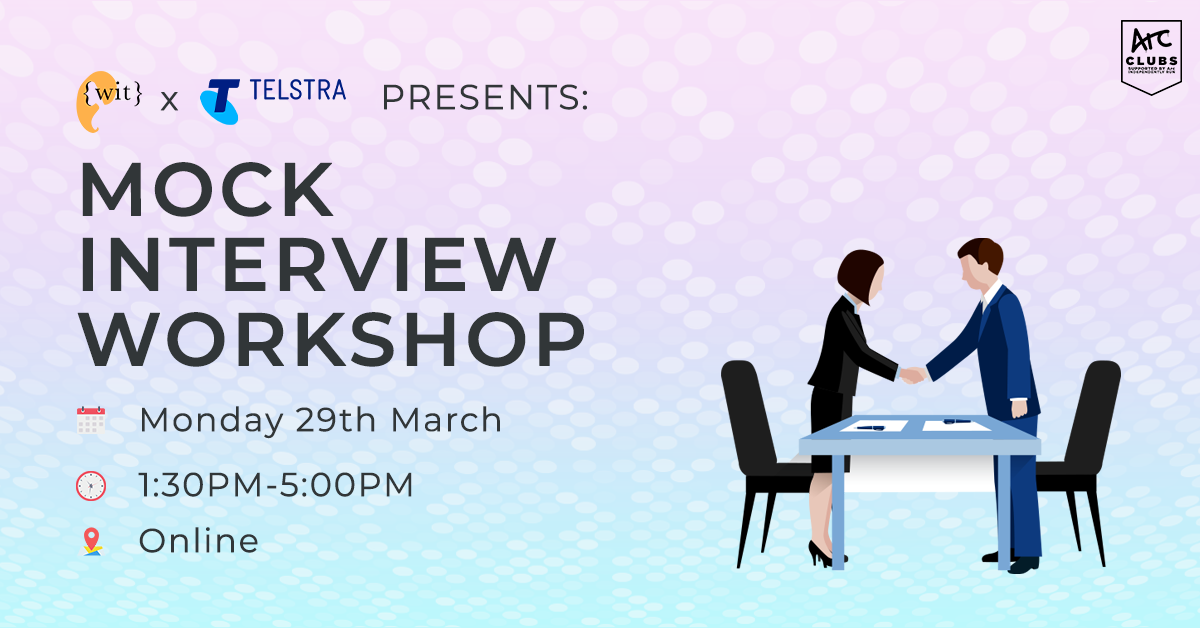 {wit} x TELSTRA PRESENTS:
ArC
CLUBS
SUPPORTED BY Arc
INDEPENDENTLY RUN
MOCK
INTERVIEW
WORKSHOP
Monday 29th March
1:30PM-5:00PM
Online